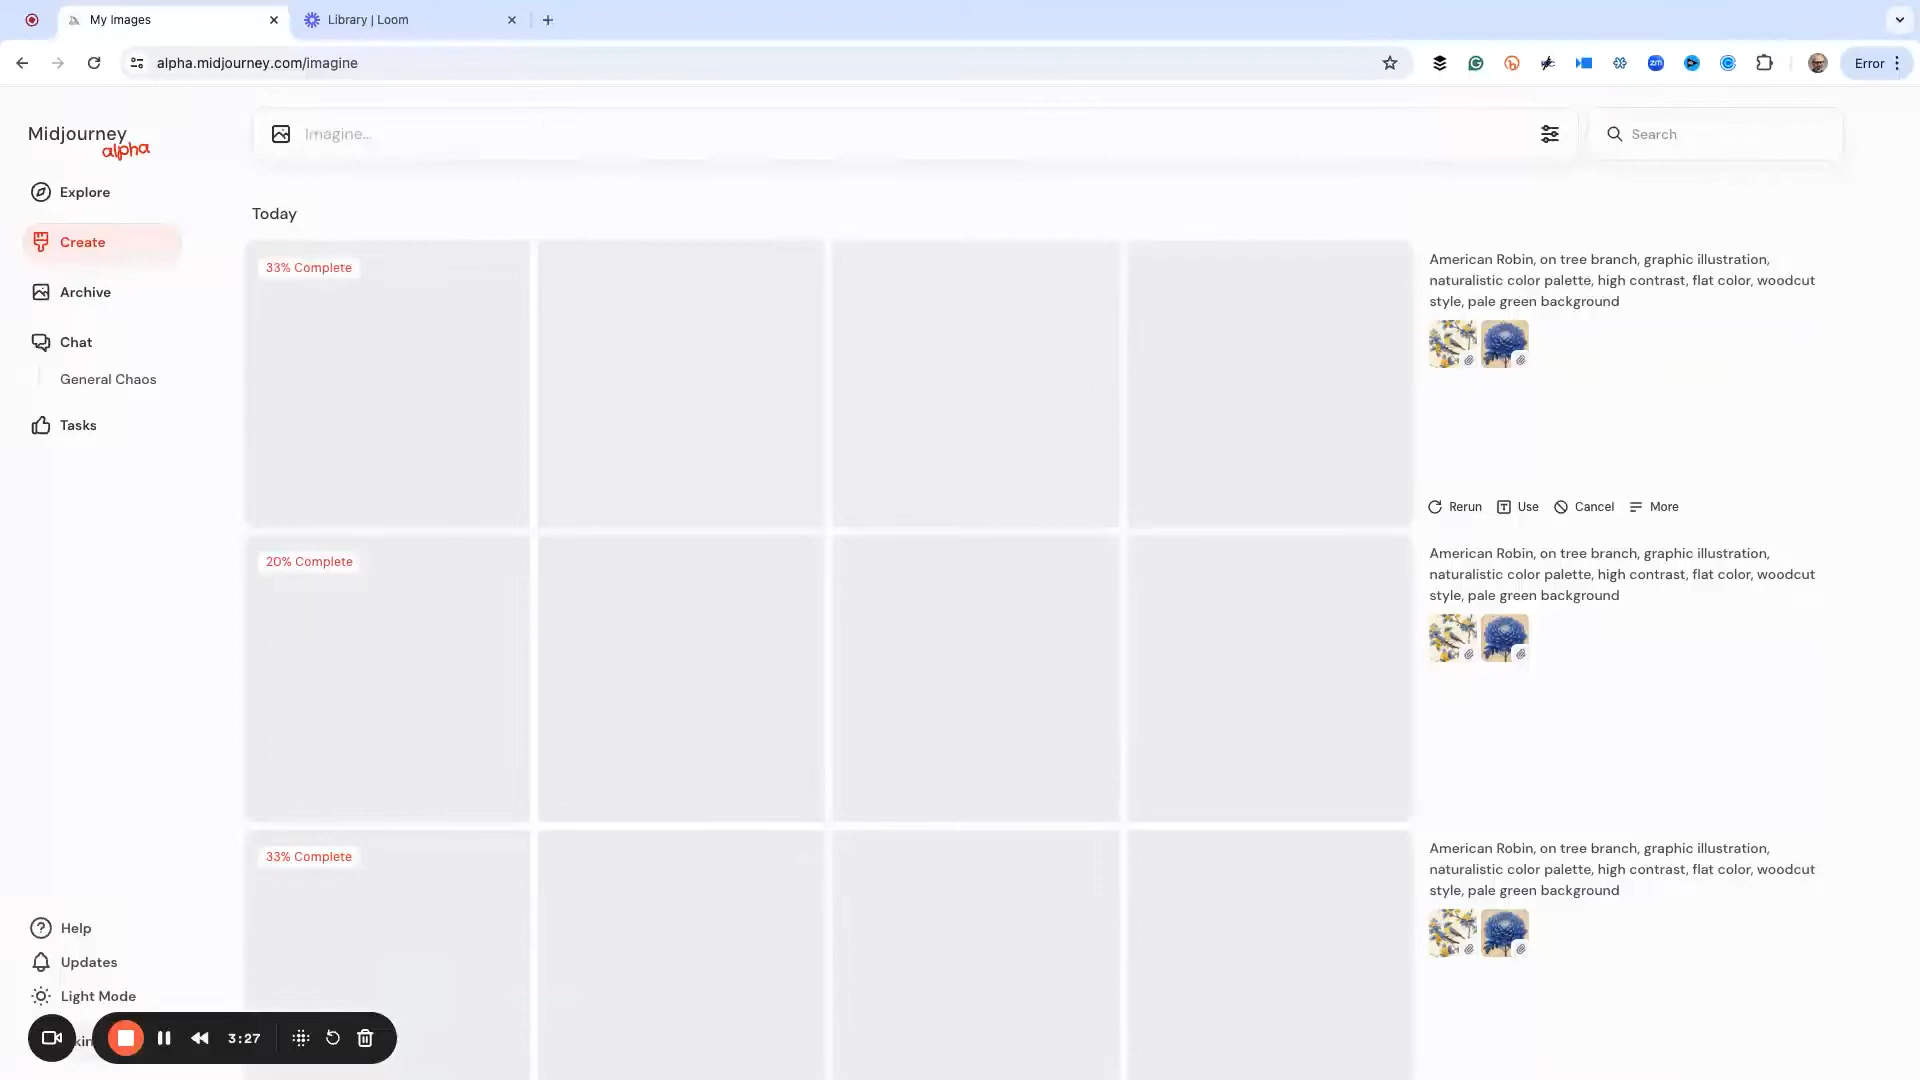 My Images
Library | Loom
alpha.midjourney.com/imagine
zm
Error
Midjourney
alpha
Imagine...
Search
Explore
Create
Archive
Chat
General Chaos
Tasks
Today
33% Complete
American Robin, on tree branch, graphic illustration,
naturalistic color palette, high contrast, flat color, woodcut
style, pale green background
Rerun
Use
Cancel
More
20% Complete
American Robin, on tree branch, graphic illustration,
naturalistic color palette, high contrast, flat color, woodcut
style, pale green background
33% Complete
American Robin, on tree branch, graphic illustration,
naturalistic color palette, high contrast, flat color, woodcut
style, pale green background
Help
Updates
Light Mode
3:27